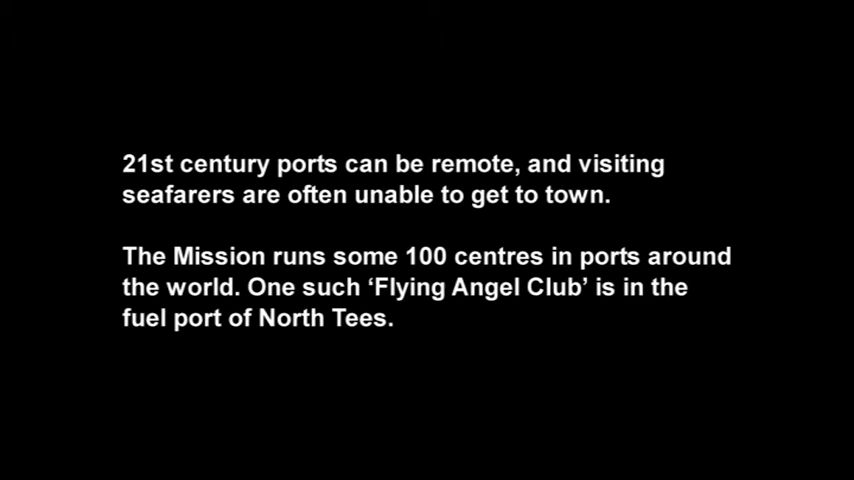 21st century ports can be remote, and visiting
seafarers are often unable to get to town.
The Mission runs some 100 centres in ports around
the world. One such ‘Flying Angel Club’ is in the
fuel port of North Tees.